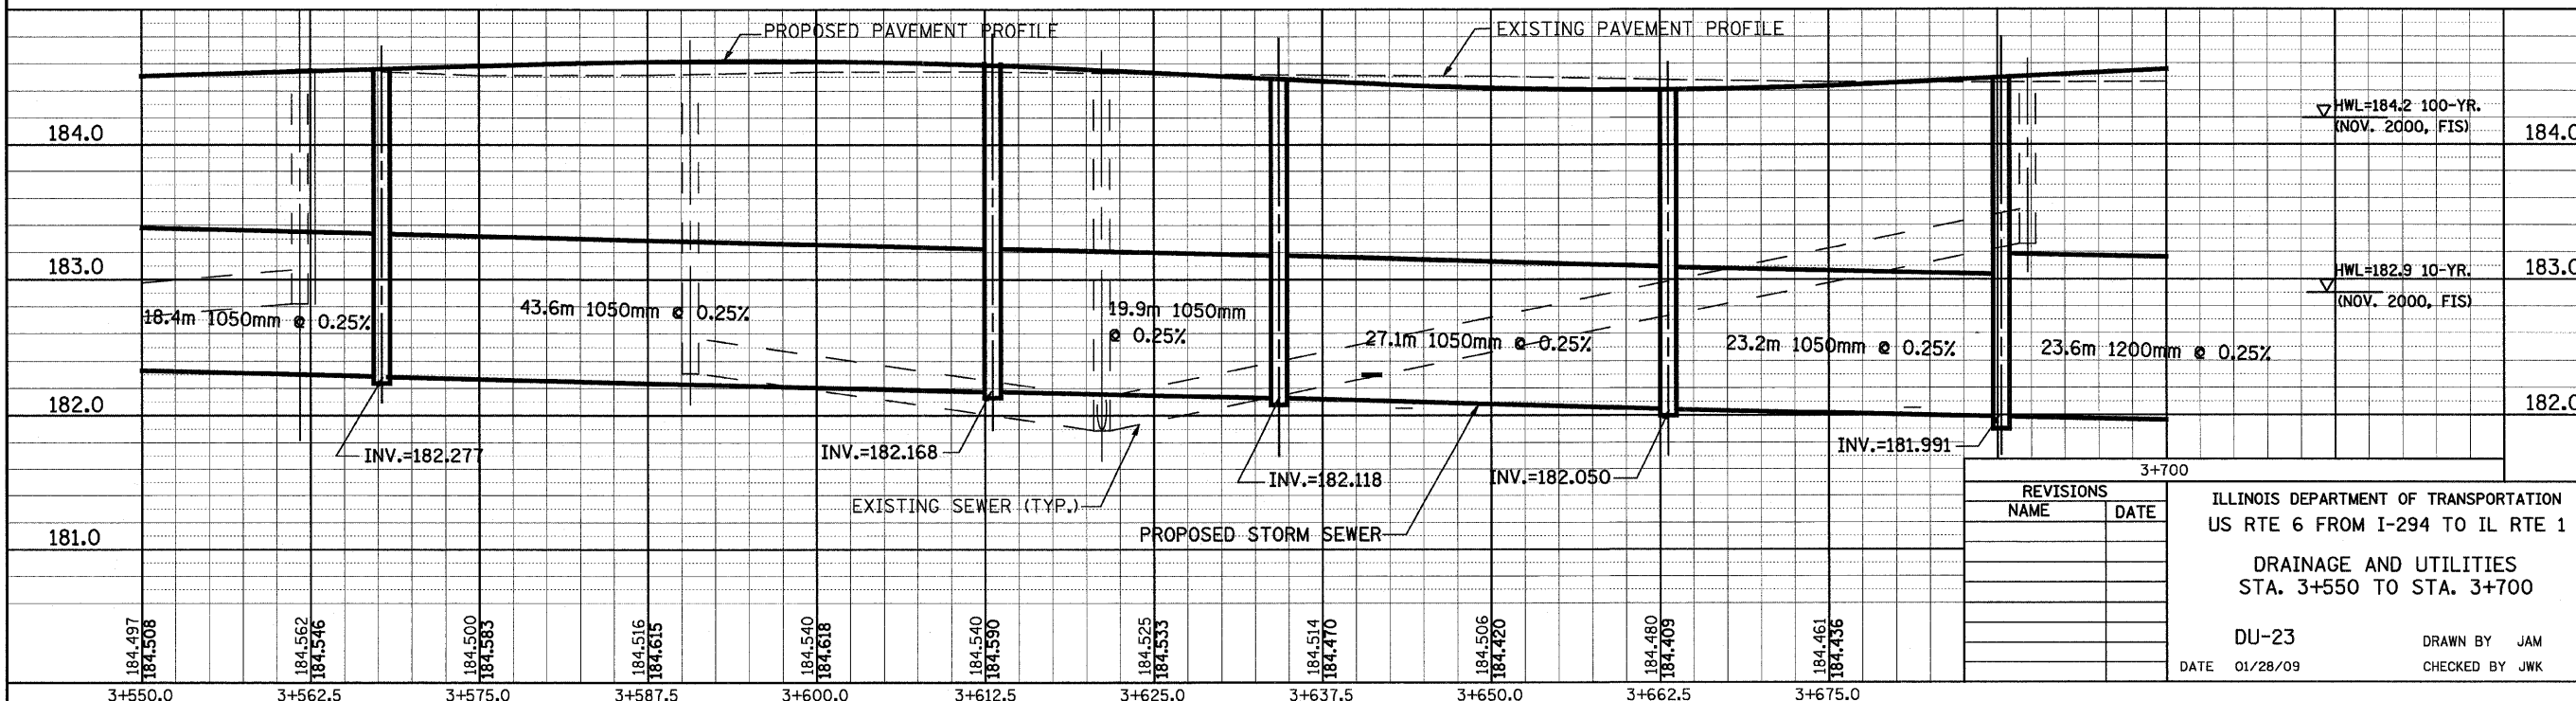 PROPOSED PAVEMENT PROFILE
EXISTING PAVEMENT PROFILE
HWL=184.2 100-YR.
(NOV. 2000, FIS)
184.0
184.0
183.0
183.0
HWL=182.9 10-YR.
(NOV. 2000, FIS)
18.4m 1050mm @ 0.25%
43.6m 1050mm @ 0.25%
19.9m 1050mm
@ 0.25%
27.1m 1050mm @ 0.25%
23.2m 1050mm @ 0.25%
23.6m 1200mm @ 0.25%
182.0
182.0
INV.=182.277
INV.=182.168
INV.=182.118
INV.=182.050
INV.=181.991
EXISTING SEWER (TYP.)
PROPOSED STORM SEWER
181.0
184.497
184.508
184.562
184.546
184.500
184.583
184.516
184.615
184.540
184.618
184.540
184.590
184.525
184.533
184.514
184.470
184.506
184.420
184.480
184.409
184.461
184.436
3+550.0
3+562.5
3+575.0
3+587.5
3+600.0
3+612.5
3+625.0
3+637.5
3+650.0
3+662.5
3+675.0
3+700
REVISIONS
NAME DATE
ILLINOIS DEPARTMENT OF TRANSPORTATION
US RTE 6 FROM I-294 TO IL RTE 1
DRAINAGE AND UTILITIES
STA. 3+550 TO STA. 3+700
DU-23
DRAWN BY JAM
DATE 01/28/09
CHECKED BY JWK